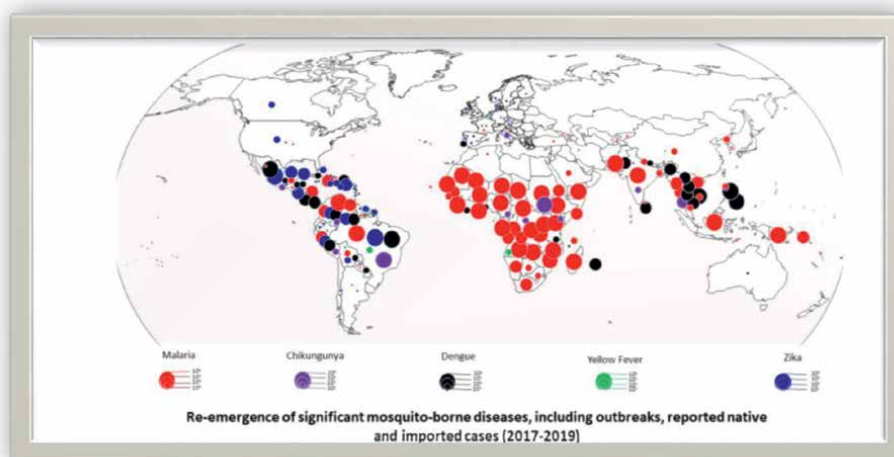 Malaria
Chikungunya
Dengue
Yellow Fever
Zika
Re-emergence of significant mosquito-borne diseases, including outbreaks, reported native
and imported cases (2017-2019)